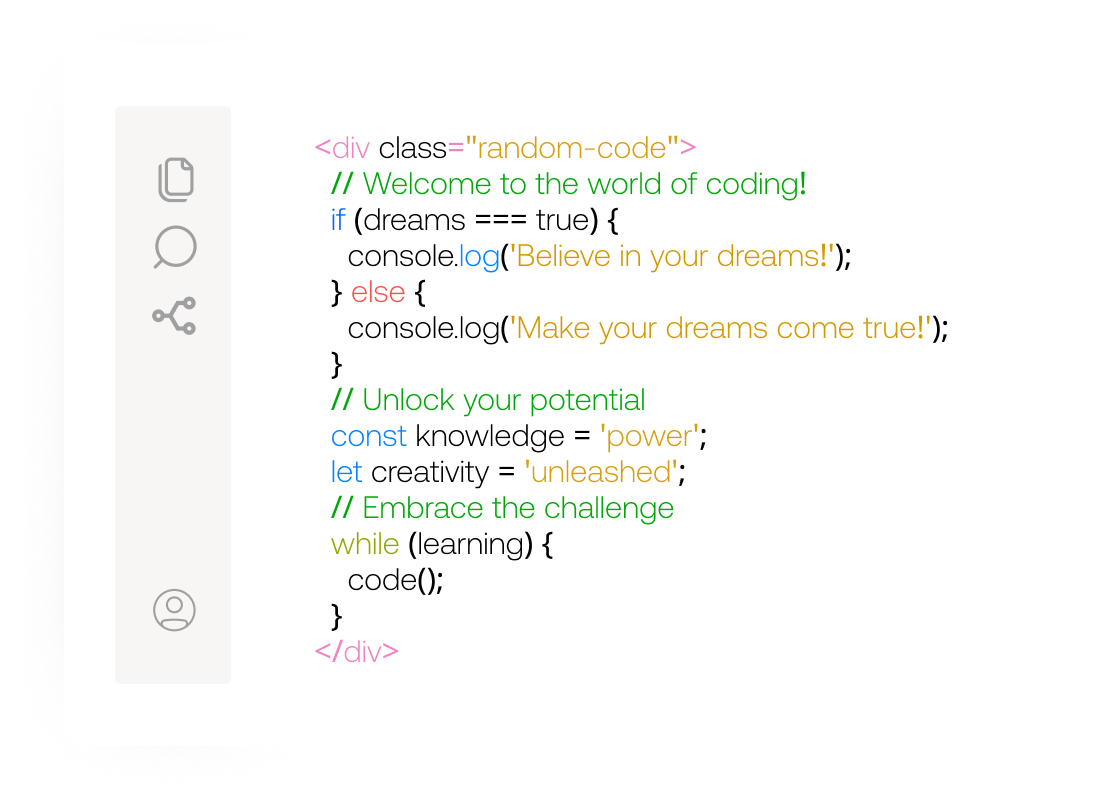 <div class="random-code">
// Welcome to the world of coding!
if (dreams === true) {
console.log('Believe in your dreams!');
} else {
console.log('Make your dreams come true!');
}
// Unlock your potential
const knowledge = 'power';
let creativity = 'unleashed';
// Embrace the challenge
while (learning) {
code();
}
</div>